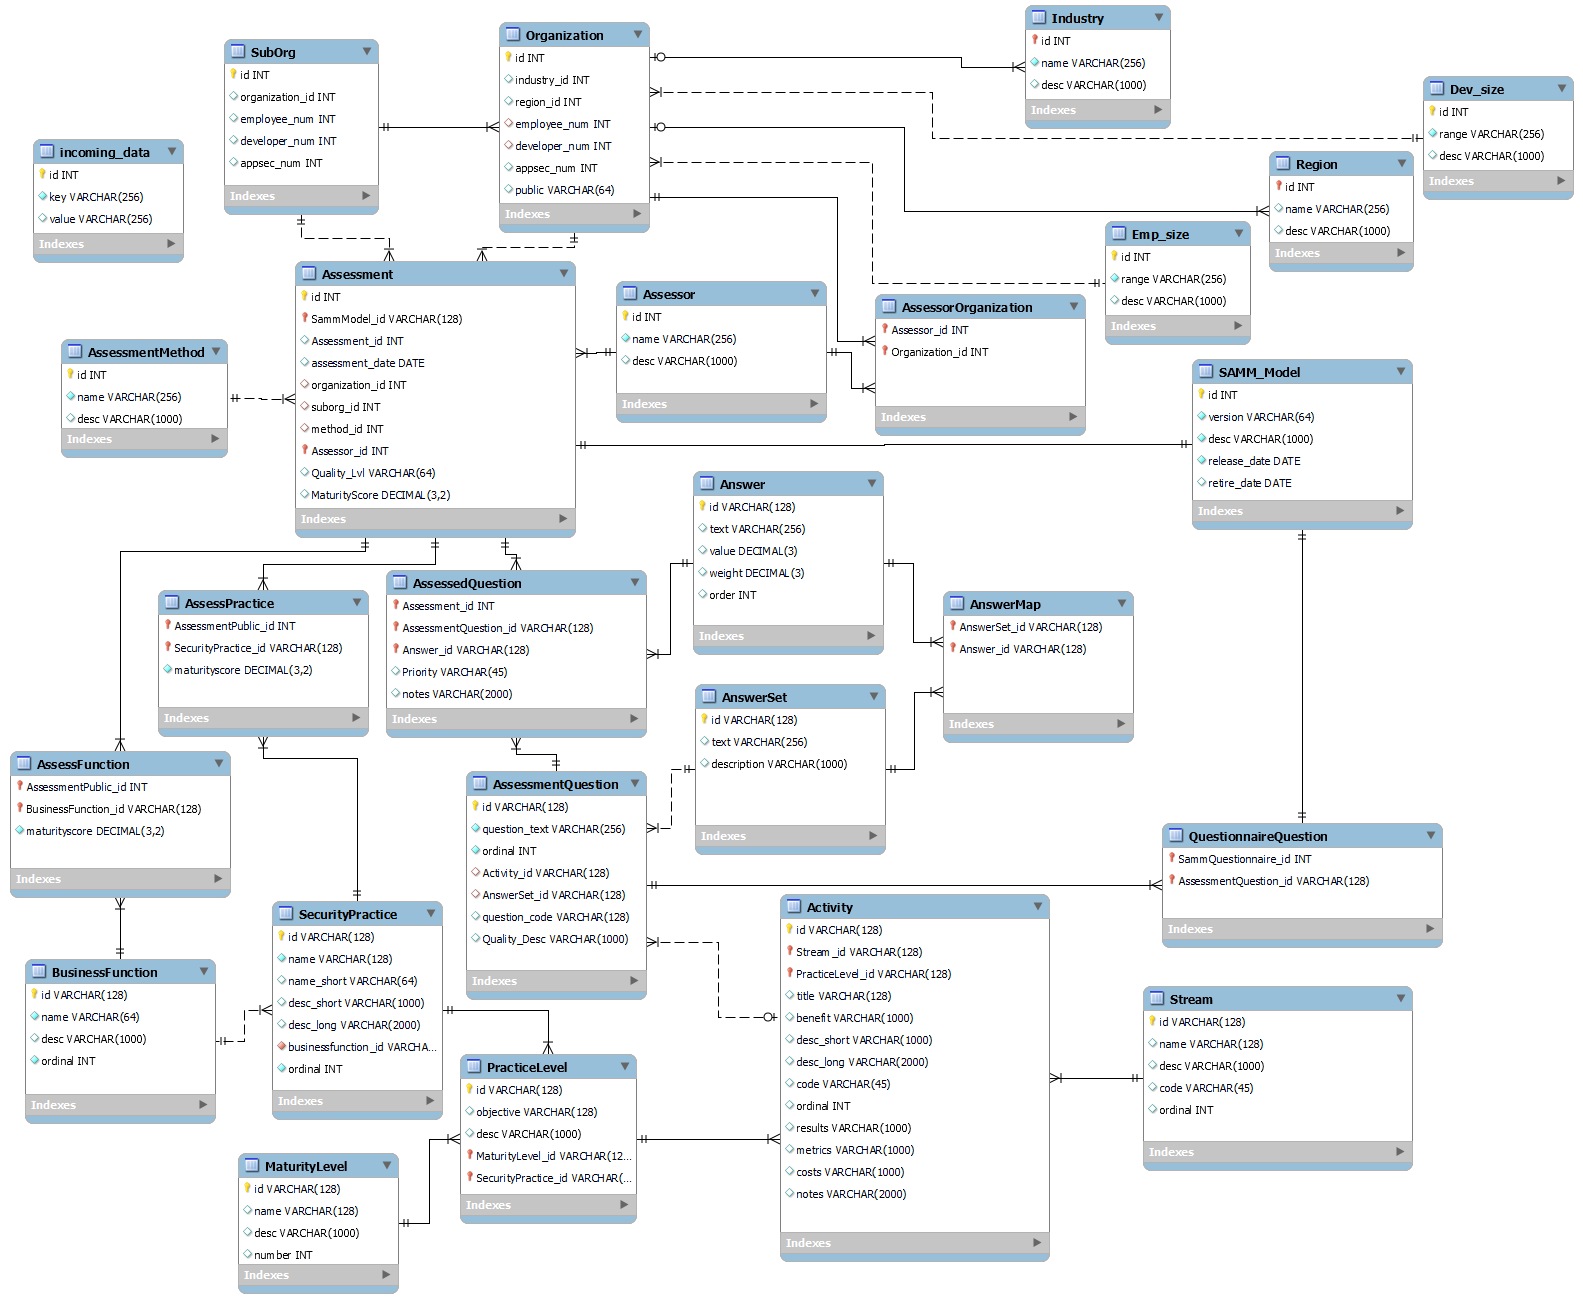 Industry
id INT
name VARCHAR(256)
desc VARCHAR(1000)
Indexes
Organization
id INT
industry_id INT
region_id INT
employee_num INT
developer_num INT
appsec_num INT
public VARCHAR(64)
Indexes
SubOrg
id INT
organization_id INT
employee_num INT
developer_num INT
appsec_num INT
Indexes
Dev_size
id INT
range VARCHAR(256)
desc VARCHAR(1000)
Indexes
incoming_data
id INT
key VARCHAR(256)
value VARCHAR(256)
Indexes
Region
id INT
name VARCHAR(256)
desc VARCHAR(1000)
Indexes
Emp_size
id INT
range VARCHAR(256)
desc VARCHAR(1000)
Indexes
Assessment
id INT
SammModel_id VARCHAR(128)
Assessment_id INT
assessment_date DATE
organization_id INT
suborg_id INT
method_id INT
Assessor_id INT
Quality_Lvl VARCHAR(64)
MaturityScore DECIMAL(3,2)
Indexes
Assessor
id INT
name VARCHAR(256)
desc VARCHAR(1000)
Indexes
AssessorOrganization
Assessor_id INT
Organization_id INT
Indexes
AssessmentMethod
id INT
name VARCHAR(256)
desc VARCHAR(1000)
Indexes
SAMM_Model
id INT
version VARCHAR(64)
desc VARCHAR(1000)
release_date DATE
retire_date DATE
Indexes
Answer
id VARCHAR(128)
text VARCHAR(256)
value DECIMAL(3)
weight DECIMAL(3)
order INT
Indexes
AssessedQuestion
Assessment_id INT
AssessmentQuestion_id VARCHAR(128)
Answer_id VARCHAR(128)
Priority VARCHAR(45)
notes VARCHAR(2000)
Indexes
AssessPractice
AssessmentPublic_id INT
SecurityPractice_id VARCHAR(128)
maturityscore DECIMAL(3,2)
Indexes
AnswerMap
AnswerSet_id VARCHAR(128)
Answer_id VARCHAR(128)
Indexes
AnswerSet
id VARCHAR(128)
text VARCHAR(256)
description VARCHAR(1000)
Indexes
AssessFunction
AssessmentPublic_id INT
BusinessFunction_id VARCHAR(128)
maturityscore DECIMAL(3,2)
Indexes
AssessmentQuestion
id VARCHAR(128)
question_text VARCHAR(256)
ordinal INT
Activity_id VARCHAR(128)
AnswerSet_id VARCHAR(128)
question_code VARCHAR(128)
Quality_Desc VARCHAR(1000)
Indexes
QuestionnaireQuestion
SammQuestionnaire_id INT
AssessmentQuestion_id VARCHAR(128)
Indexes
Activity
id VARCHAR(128)
Stream_id VARCHAR(128)
PracticeLevel_id VARCHAR(128)
title VARCHAR(128)
benefit VARCHAR(1000)
desc_short VARCHAR(1000)
desc_long VARCHAR(2000)
code VARCHAR(45)
ordinal INT
results VARCHAR(1000)
metrics VARCHAR(1000)
costs VARCHAR(1000)
notes VARCHAR(2000)
Indexes
SecurityPractice
id VARCHAR(128)
name VARCHAR(128)
name_short VARCHAR(64)
desc_short VARCHAR(1000)
desc_long VARCHAR(2000)
businessfunction_id VARCHA...
ordinal INT
Indexes
BusinessFunction
id VARCHAR(128)
name VARCHAR(64)
desc VARCHAR(1000)
ordinal INT
Indexes
Stream
id VARCHAR(128)
name VARCHAR(128)
desc VARCHAR(1000)
code VARCHAR(45)
ordinal INT
Indexes
PracticeLevel
id VARCHAR(128)
objective VARCHAR(128)
desc VARCHAR(1000)
MaturityLevel_id VARCHAR(12...
SecurityPractice_id VARCHAR(...
Indexes
MaturityLevel
id VARCHAR(128)
name VARCHAR(128)
desc VARCHAR(1000)
number INT
Indexes